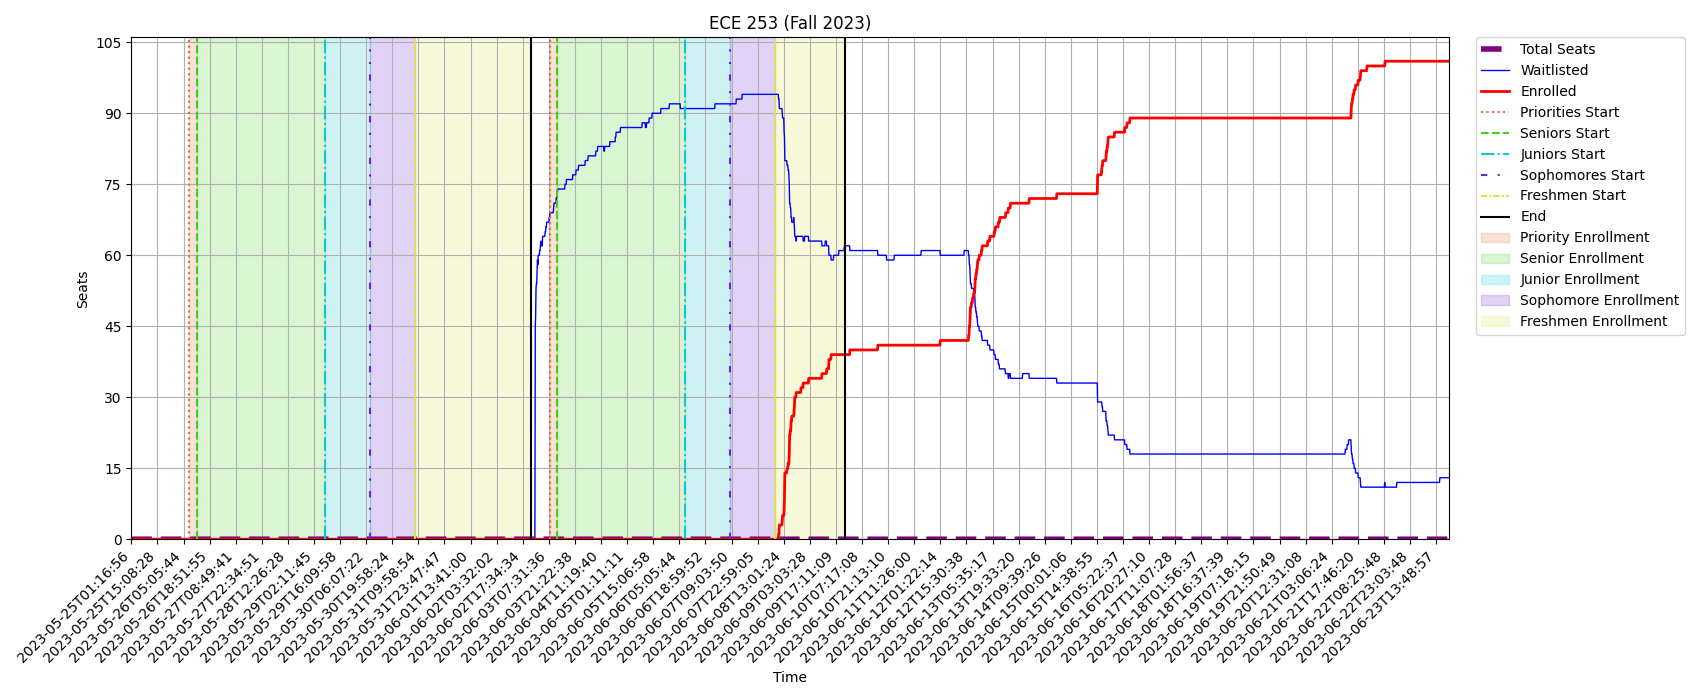 ECE 253 (Fall 2023)
105
90
75
60
45
30
15
0
Seats
2023-05-25T01:16:56
2023-05-25T15:08:28
2023-05-26T05:05:44
2023-05-26T18:51:55
2023-05-27T08:49:41
2023-05-27T22:34:51
2023-05-28T12:26:28
2023-05-29T02:11:45
2023-05-29T16:09:58
2023-05-30T06:07:22
2023-05-30T19:58:24
2023-05-31T09:58:54
2023-05-31T23:47:47
2023-06-01T13:41:00
2023-06-02T03:32:02
2023-06-02T17:34:34
2023-06-03T07:31:36
2023-06-03T21:22:38
2023-06-04T11:19:40
2023-06-05T01:11:11
2023-06-05T15:06:58
2023-06-06T05:05:44
2023-06-06T18:59:52
2023-06-07T09:03:50
2023-06-07T22:59:05
2023-06-08T13:01:24
2023-06-09T03:03:28
2023-06-09T17:11:09
2023-06-10T07:17:08
2023-06-10T21:13:10
2023-06-11T11:26:00
2023-06-12T01:22:14
2023-06-12T15:30:38
2023-06-13T05:35:17
2023-06-13T19:33:20
2023-06-14T09:39:26
2023-06-15T00:01:06
2023-06-15T14:38:55
2023-06-16T05:22:37
2023-06-16T20:27:10
2023-06-17T11:07:28
2023-06-18T01:56:37
2023-06-18T16:37:39
2023-06-19T07:18:15
2023-06-19T21:50:49
2023-06-20T12:31:08
2023-06-21T03:06:24
2023-06-21T17:46:20
2023-06-22T08:25:48
2023-06-22T23:03:48
2023-06-23T13:48:57
Time
Total Seats
Waitlisted
Enrolled
Priorities Start
Seniors Start
Juniors Start
Sophomores Start
Freshmen Start
End
Priority Enrollment
Senior Enrollment
Junior Enrollment
Sophomore Enrollment
Freshmen Enrollment